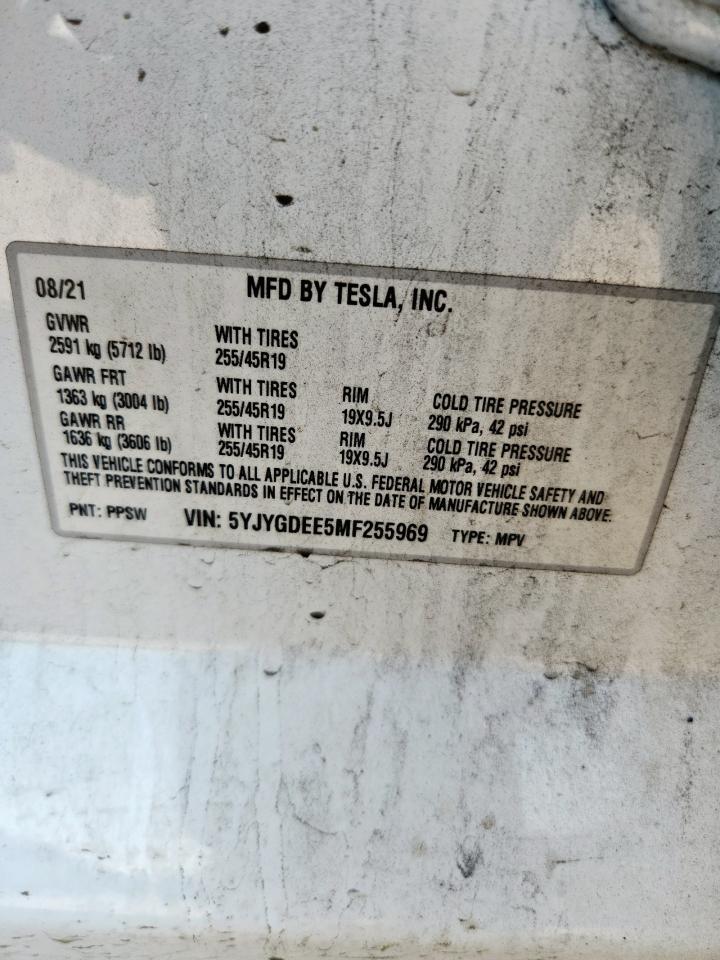 08/21 MFD BY TESLA, INC.
GVWR WITH TIRES
2591 kg (5712 lb) 255/45R19
GAWR FRT WITH TIRES RIM COLD TIRE PRESSURE
1363 kg (3004 lb) 255/45R19 19X9.5J 290 kPa, 42 psi
GAWR RR WITH TIRES RIM COLD TIRE PRESSURE
1636 kg (3606 lb) 255/45R19 19X9.5J 290 kPa, 42 psi
THIS VEHICLE CONFORMS TO ALL APPLICABLE U.S. FEDERAL MOTOR VEHICLE SAFETY AND
THEFT PREVENTION STANDARDS IN EFFECT ON THE DATE OF MANUFACTURE SHOWN ABOVE.
PNT: PPSW VIN: 5YJYGDEE5MF255969 TYPE: MPV